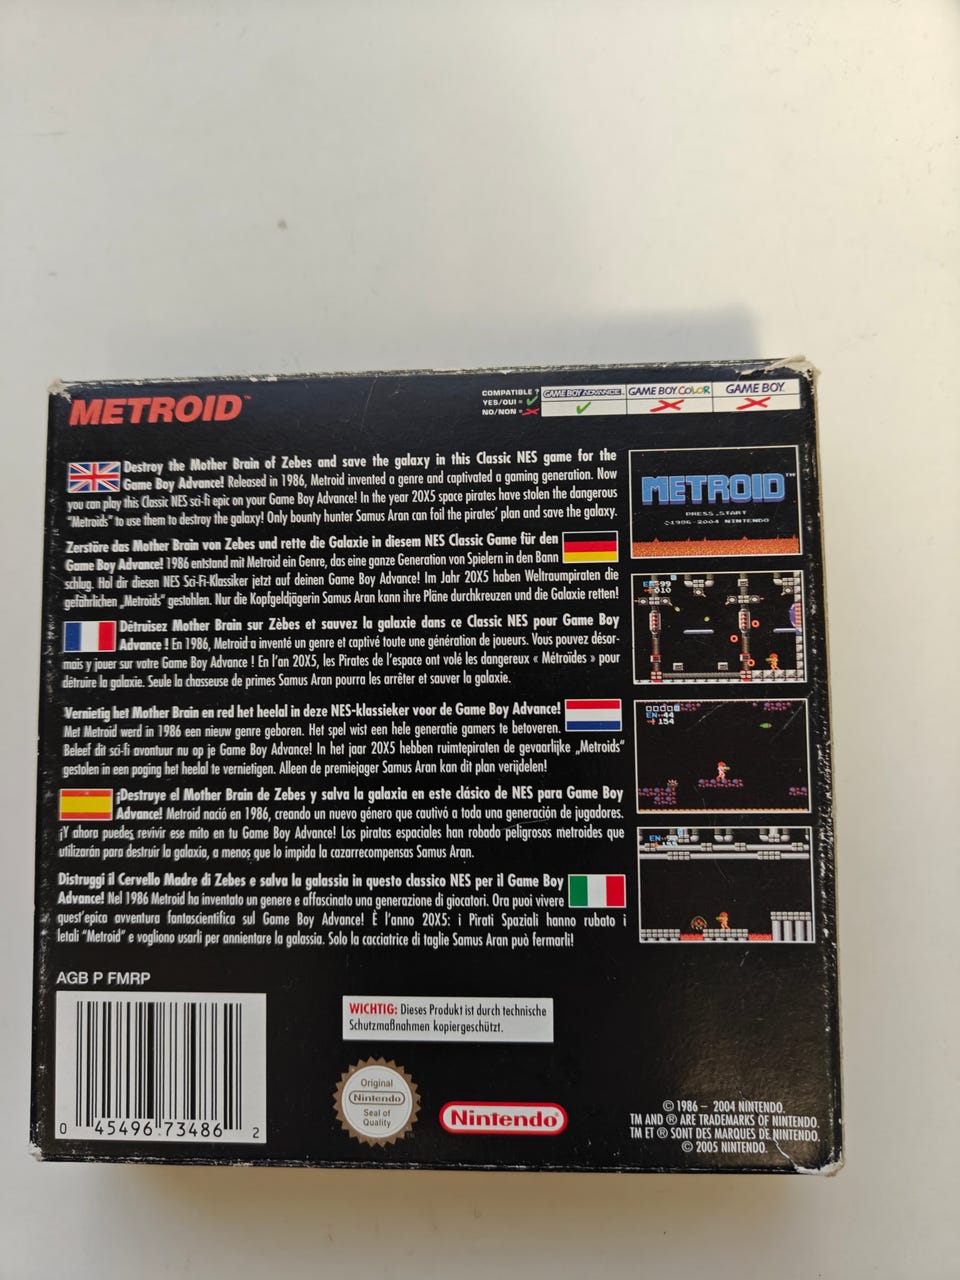 METROID™
COMPATIBLE ?
YES/OUI = ✓
NO/NON = ✗
GAME BOY ADVANCE
GAME BOY COLOR
GAME BOY
Destroy the Mother Brain of Zebes and save the galaxy in this Classic NES game for the
Game Boy Advance! Released in 1986, Metroid invented a genre and captivated a gaming generation. Now
you can play this Classic NES sci-fi epic on your Game Boy Advance! In the year 20X5 space pirates have stolen the dangerous
"Metroids" to use them to destroy the galaxy! Only bounty hunter Samus Aran can foil the pirates' plan and save the galaxy.
METROID™
PRESS START
©1986-2004 NINTENDO
Zerstöre das Mother Brain von Zebes und rette die Galaxie in diesem NES Classic Game für den
Game Boy Advance! 1986 entstand mit Metroid ein Genre, das eine ganze Generation von Spielern in den Bann
schlug. Hol dir diesen NES Sci-Fi-Klassiker jetzt auf deinen Game Boy Advance! Im Jahr 20X5 haben Weltraumpiraten die
gefährlichen „Metroids" gestohlen. Nur die Kopfgeldjägerin Samus Aran kann ihre Pläne durchkreuzen und die Galaxie retten!
EN..99
010
Détruisez Mother Brain sur Zèbes et sauvez la galaxie dans ce Classic NES pour Game Boy
Advance ! En 1986, Metroid a inventé un genre et captivé toute une génération de joueurs. Vous pouvez désor-
mais y jouer sur votre Game Boy Advance ! En l'an 20X5, les Pirates de l'espace ont volé les dangereux « Métroïdes » pour
détruire la galaxie. Seule la chasseuse de primes Samus Aran pourra les arrêter et sauver la galaxie.
Vernietig het Mother Brain en red het heelal in deze NES-klassieker voor de Game Boy Advance!
Met Metroid werd in 1986 een nieuw genre geboren. Het spel wist een hele generatie gamers te betoveren.
Beleef dit sci-fi avontuur nu op je Game Boy Advance! In het jaar 20X5 hebben ruimtepiraten de gevaarlijke „Metroids"
gestolen in een poging het heelal te vernietigen. Alleen de premiejager Samus Aran kan dit plan verijdelen!
EN..44
154
¡Destruye el Mother Brain de Zebes y salva la galaxia en este clásico de NES para Game Boy
Advance! Metroid nació en 1986, creando un nuevo género que cautivó a toda una generación de jugadores.
¡Y ahora puedes revivir ese mito en tu Game Boy Advance! Los piratas espaciales han robado peligrosos metroides que
utilizarán para destruir la galaxia, a menos que lo impida la cazarrecompensas Samus Aran.
Distruggi il Cervello Madre di Zebes e salva la galassia in questo classico NES per il Game Boy
Advance! Nel 1986 Metroid ha inventato un genere e affascinato una generazione di giocatori. Ora puoi vivere
quest'epica avventura fantascientifica sul Game Boy Advance! È l'anno 20X5: i Pirati Spaziali hanno rubato i
letali "Metroid" e vogliono usarli per annientare la galassia. Solo la cacciatrice di taglie Samus Aran può fermarli!
AGB P FMRP
0 45496 73486 2
WICHTIG: Dieses Produkt ist durch technische
Schutzmaßnahmen kopiergeschützt.
Original
Nintendo
Seal of
Quality
Nintendo®
© 1986 – 2004 NINTENDO.
TM AND ® ARE TRADEMARKS OF NINTENDO.
TM ET ® SONT DES MARQUES DE NINTENDO.
© 2005 NINTENDO.